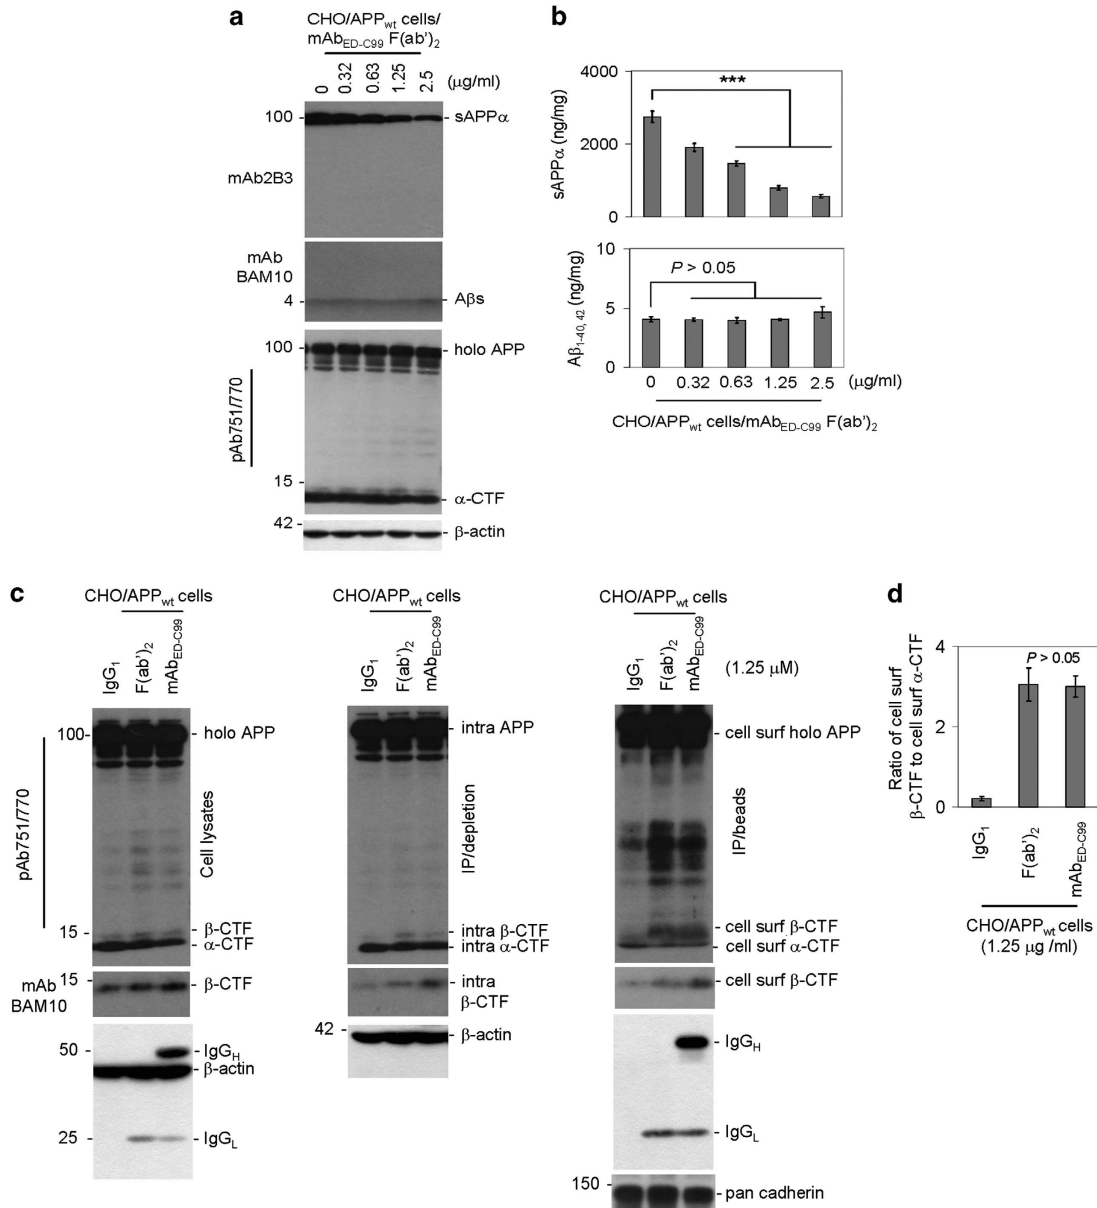 a
CHO/APPwt cells/
mAbED-C99 F(ab')2
0 0.32 0.63 1.25 2.5 (μg/ml)
100 - sAPPα
mAb2B3
mAb
BAM10
4 - Aβs
100 - holo APP
pAb751/770
15 -
α-CTF
42 - β-actin
b
sAPPα (ng/mg)
4000
2000
0
***
Aβ1-40, 42 (ng/mg)
10
5
0
P > 0.05
0 0.32 0.63 1.25 2.5 (μg/ml)
CHO/APPwt cells/mAbED-C99 F(ab')2
c
CHO/APPwt cells
IgG1 F(ab')2 mAbED-C99
100 - holo APP
pAb751/770
Cell lysates
15 - β-CTF
α-CTF
mAb
BAM10
15 - β-CTF
50 - IgGH
β-actin
25 - IgGL
CHO/APPwt cells
IgG1 F(ab')2 mAbED-C99
intra APP
IP/depletion
intra β-CTF
intra α-CTF
intra
β-CTF
42 - β-actin
CHO/APPwt cells
IgG1 F(ab')2 mAbED-C99 (1.25 μM)
cell surf holo APP
IP/beads
cell surf β-CTF
cell surf α-CTF
cell surf β-CTF
IgGH
IgGL
150 - pan cadherin
d
Ratio of cell surf
β-CTF to cell surf α-CTF
4
2
0
P > 0.05
IgG1 F(ab')2 mAbED-C99
CHO/APPwt cells
(1.25 μg /ml)